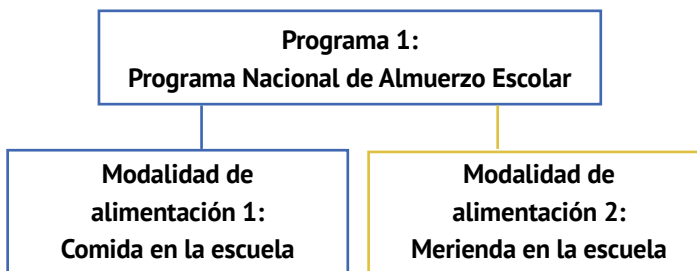 Programa 1:
Programa Nacional de Almuerzo Escolar
Modalidad de
alimentación 1:
Comida en la escuela
Modalidad de
alimentación 2:
Merienda en la escuela